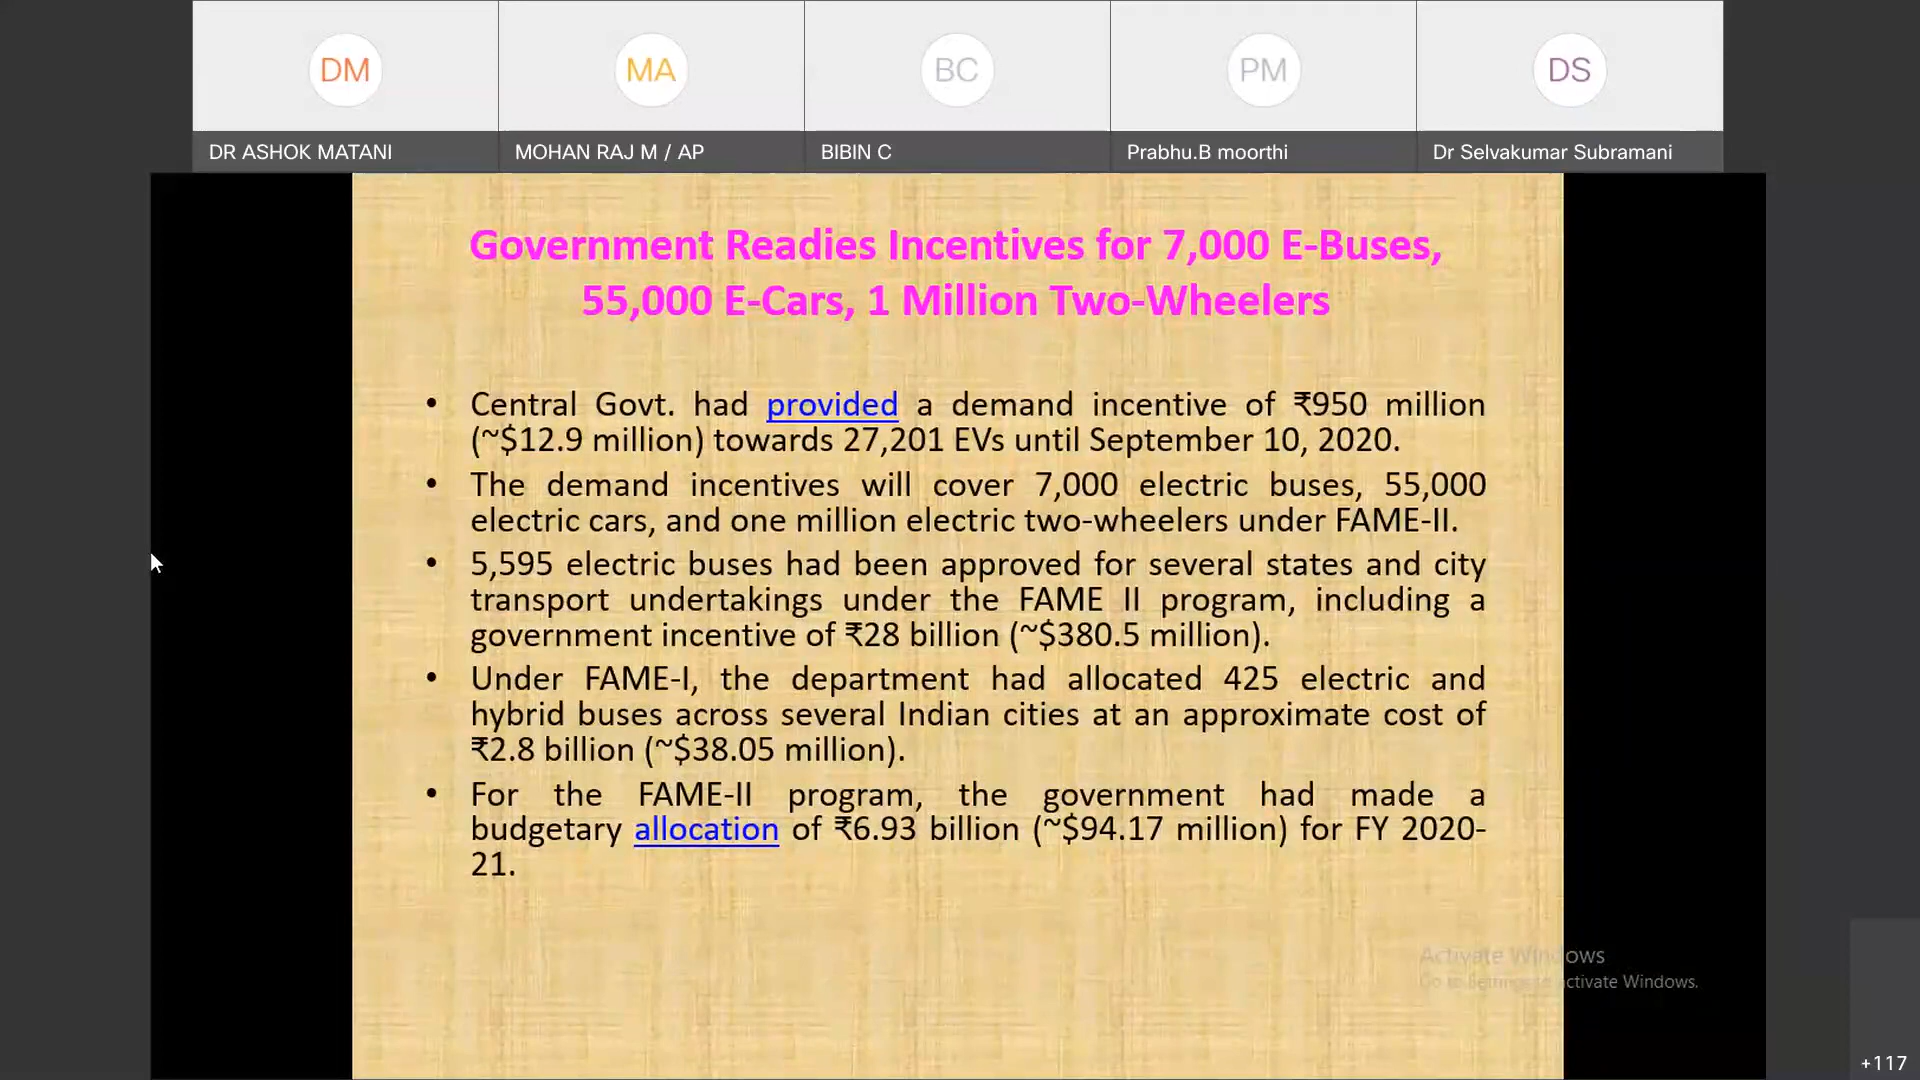 DM MA BC PM DS
DR ASHOK MATANI MOHAN RAJ M / AP BIBIN C Prabhu.B moorthi Dr Selvakumar Subramani
Government Readies Incentives for 7,000 E-Buses,
55,000 E-Cars, 1 Million Two-Wheelers
• Central Govt. had provided a demand incentive of ₹950 million
(~$12.9 million) towards 27,201 EVs until September 10, 2020.
• The demand incentives will cover 7,000 electric buses, 55,000
electric cars, and one million electric two-wheelers under FAME-II.
• 5,595 electric buses had been approved for several states and city
transport undertakings under the FAME II program, including a
government incentive of ₹28 billion (~$380.5 million).
• Under FAME-I, the department had allocated 425 electric and
hybrid buses across several Indian cities at an approximate cost of
₹2.8 billion (~$38.05 million).
• For the FAME-II program, the government had made a
budgetary allocation of ₹6.93 billion (~$94.17 million) for FY 2020-
21.
Activate Windows
Go to Settings to activate Windows.
+117